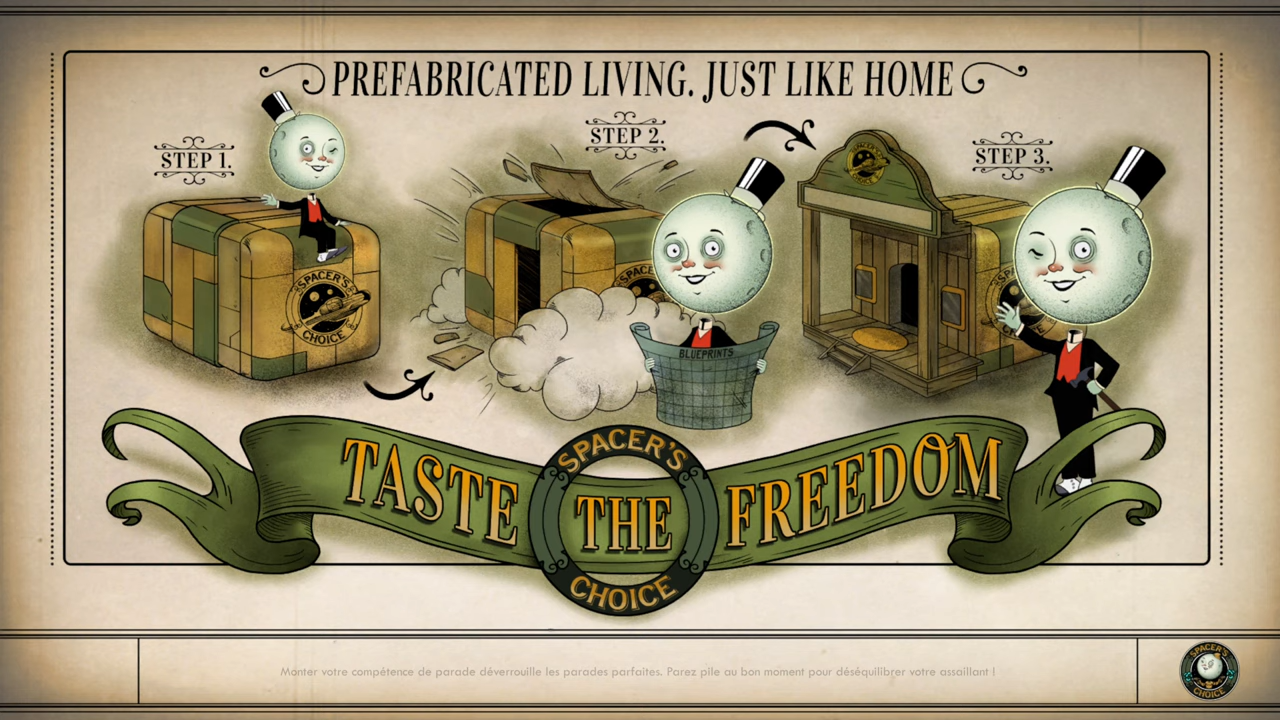 PREFABRICATED LIVING. JUST LIKE HOME
STEP 1.
STEP 2.
STEP 3.
SPACER'S
CHOICE
SPACER'S
SPACER'S
BLUEPRINTS
TASTE THE FREEDOM
SPACER'S
CHOICE
Monter votre compétence de parade déverrouille les parades parfaites. Parez pile au bon moment pour déséquilibrer votre assaillant !
SPACER'S
CHOICE